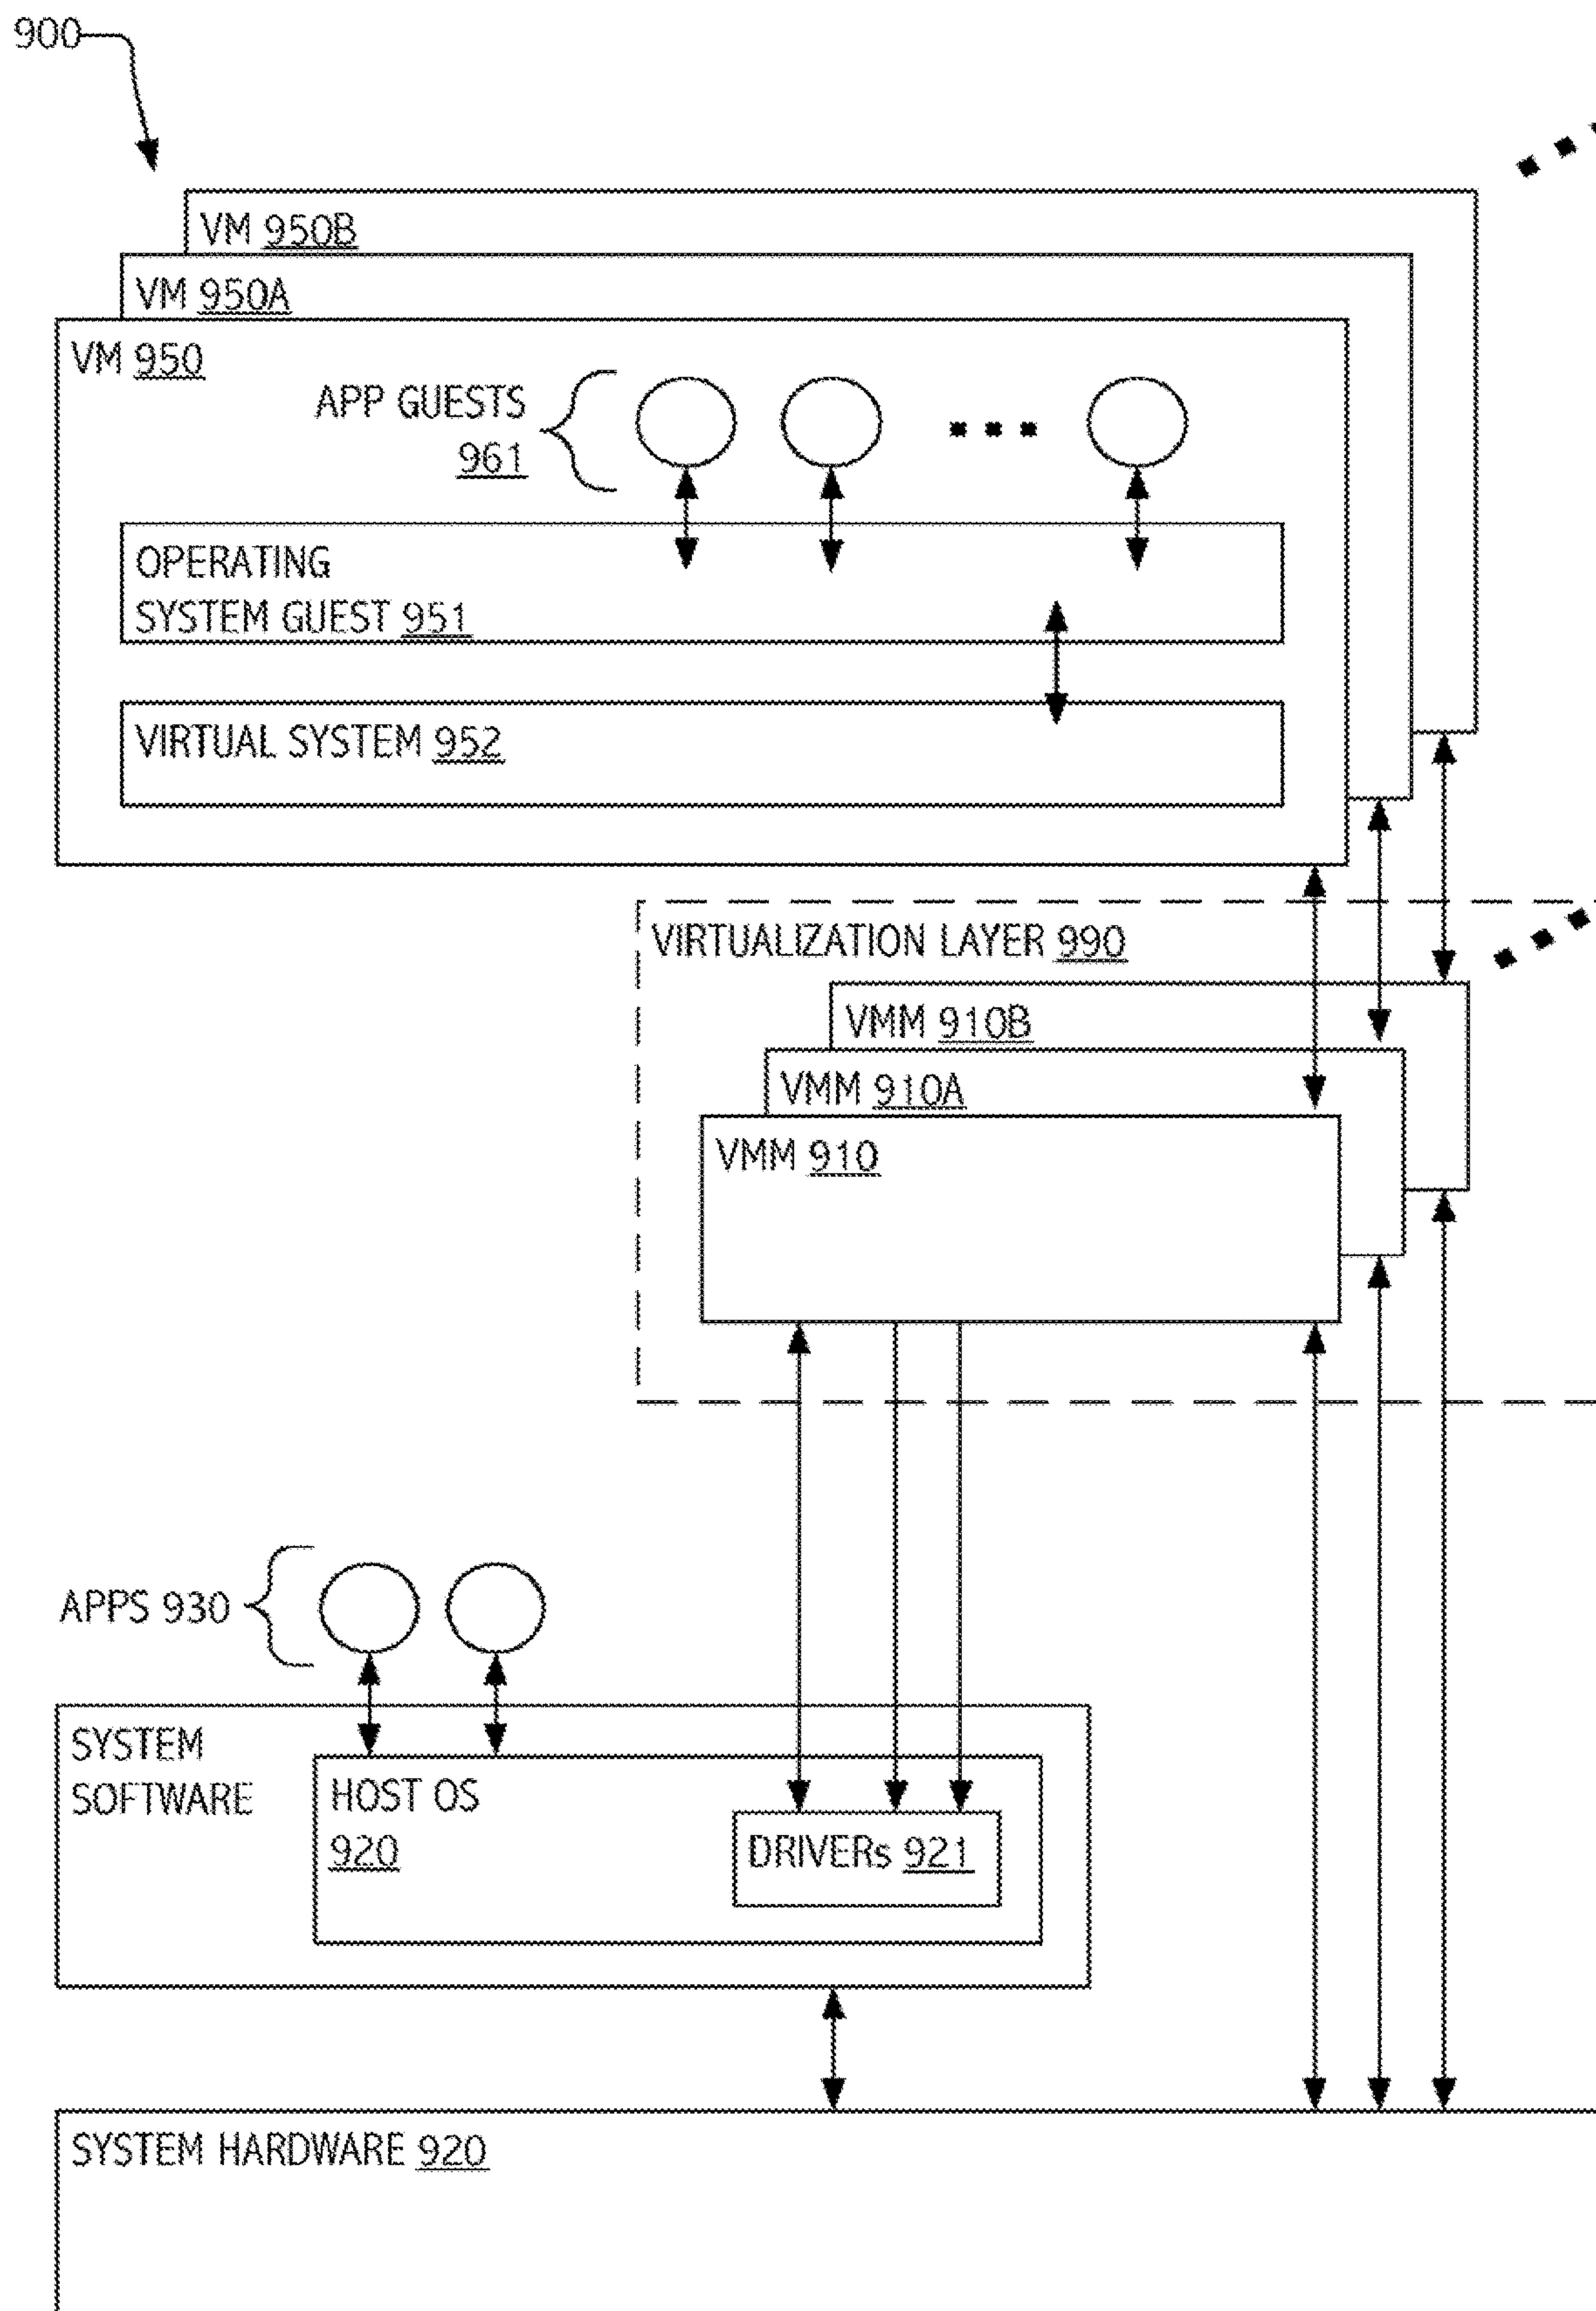 900
VM 950B
VM 950A
VM 950
APP GUESTS
961
OPERATING
SYSTEM GUEST 951
VIRTUAL SYSTEM 952
VIRTUALIZATION LAYER 990
VMM 910B
VMM 910A
VMM 910
APPS 930
SYSTEM
SOFTWARE
HOST OS
920
DRIVERs 921
SYSTEM HARDWARE 920